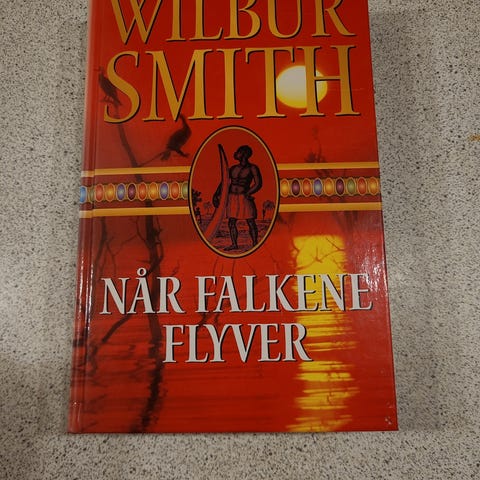 WILBUR
SMITH
NÅR FALKENE
FLYVER